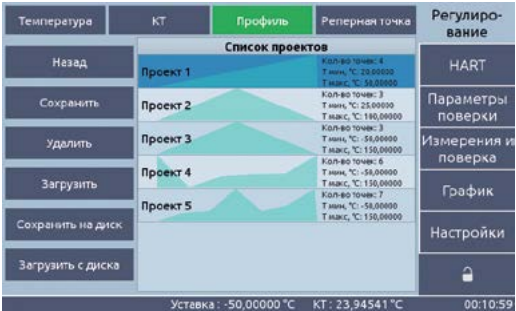 Температура
КТ
Профиль
Реперная точка
Регулиро-
вание
Список проектов
Назад
Сохранить
Удалить
Загрузить
Сохранить на диск
Загрузить с диска
Проект 1
Кол-во точек: 4
Т мин, °C: 20,00000
Т макс, °C: 50,00000
Проект 2
Кол-во точек: 3
Т мин, °C: 25,00000
Т макс, °C: 100,00000
Проект 3
Кол-во точек: 3
Т мин, °C: -50,00000
Т макс, °C: 150,00000
Проект 4
Кол-во точек: 6
Т мин, °C: -50,00000
Т макс, °C: 150,00000
Проект 5
Кол-во точек: 7
Т мин, °C: -50,00000
Т макс, °C: 150,00000
HART
Параметры
поверки
Измерения и
поверка
График
Настройки
Уставка : -50,00000 °C
КТ : 23,94541 °C
00:10:59